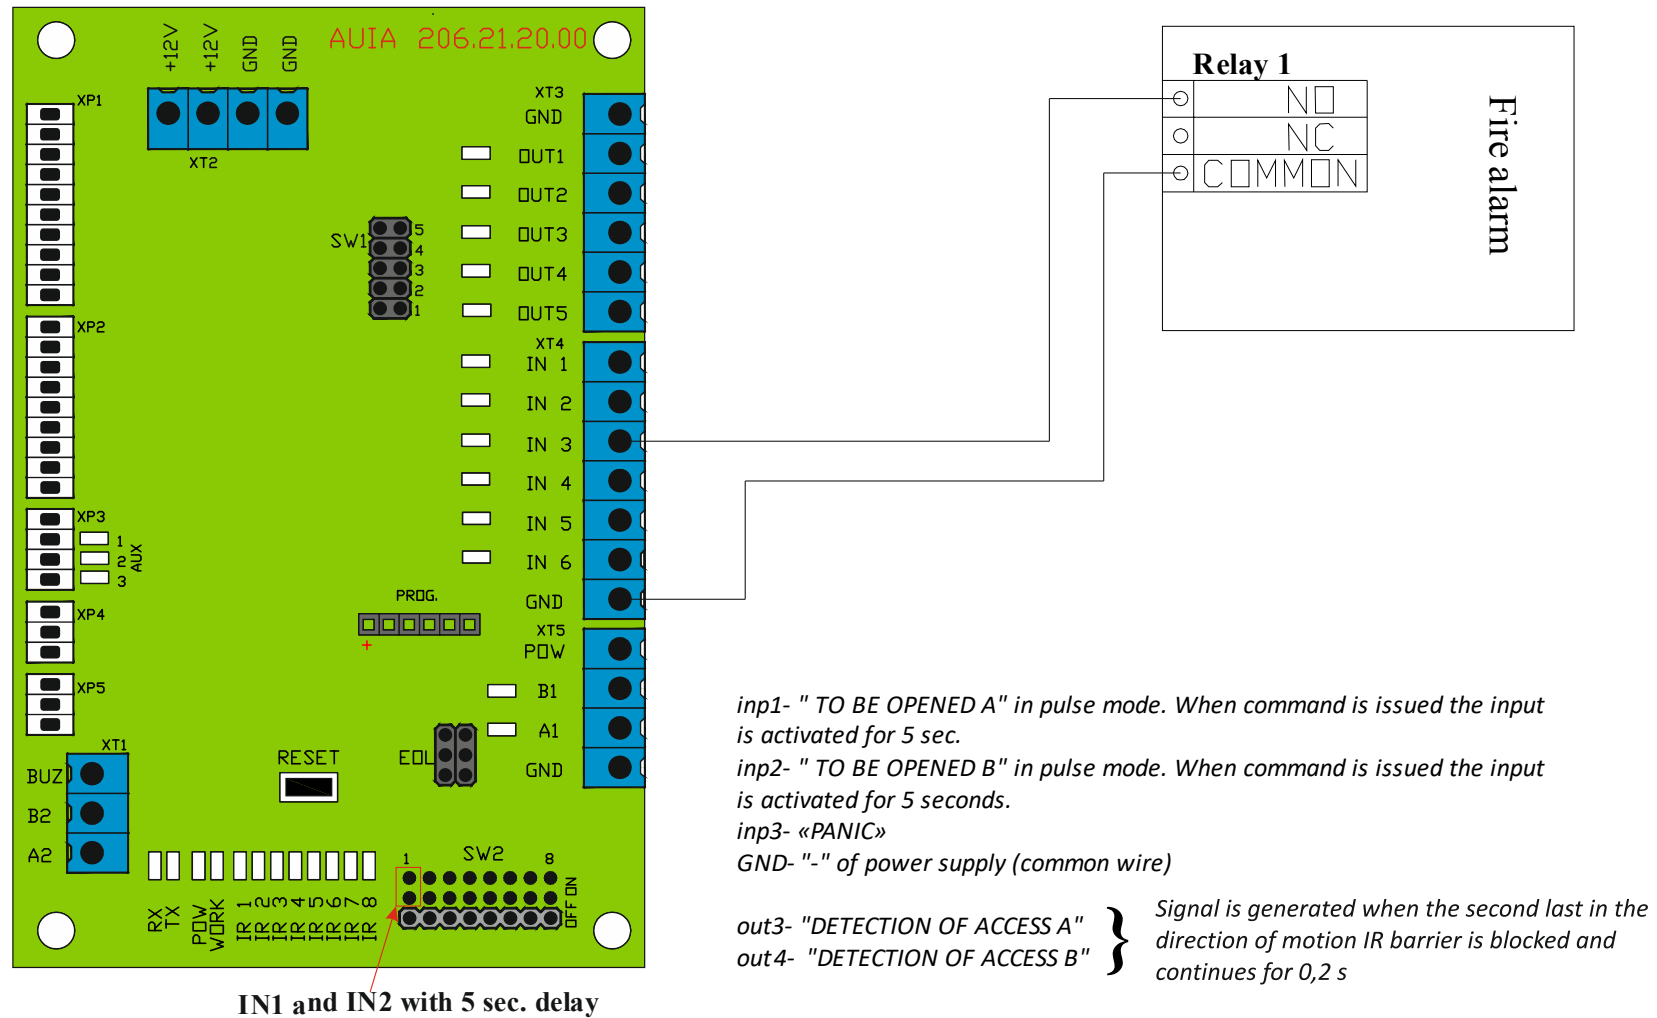 AUIA 206.21.20.00
+12V
+12V
GND
GND
XT2
XP1
XP2
XP3
1
2
3
AUX
XP4
XP5
XT1
BUZ
B2
A2
SW1
5
4
3
2
1
XT3
GND
OUT1
OUT2
OUT3
OUT4
OUT5
XT4
IN 1
IN 2
IN 3
IN 4
IN 5
IN 6
GND
XT5
POW
B1
A1
GND
PROG.
+
EOL
RESET
RX
TX
POW
WORK
IR 1
IR 2
IR 3
IR 4
IR 5
IR 6
IR 7
IR 8
1
SW2
8
OFF ON
IN1 and IN2 with 5 sec. delay
Relay 1
NO
NC
COMMON
Fire alarm
inp1- " TO BE OPENED A" in pulse mode. When command is issued the input
is activated for 5 sec.
inp2- " TO BE OPENED B" in pulse mode. When command is issued the input
is activated for 5 seconds.
inp3- «PANIC»
GND- "-" of power supply (common wire)
out3- "DETECTION OF ACCESS A"
out4- "DETECTION OF ACCESS B"
}
Signal is generated when the second last in the
direction of motion IR barrier is blocked and
continues for 0,2 s